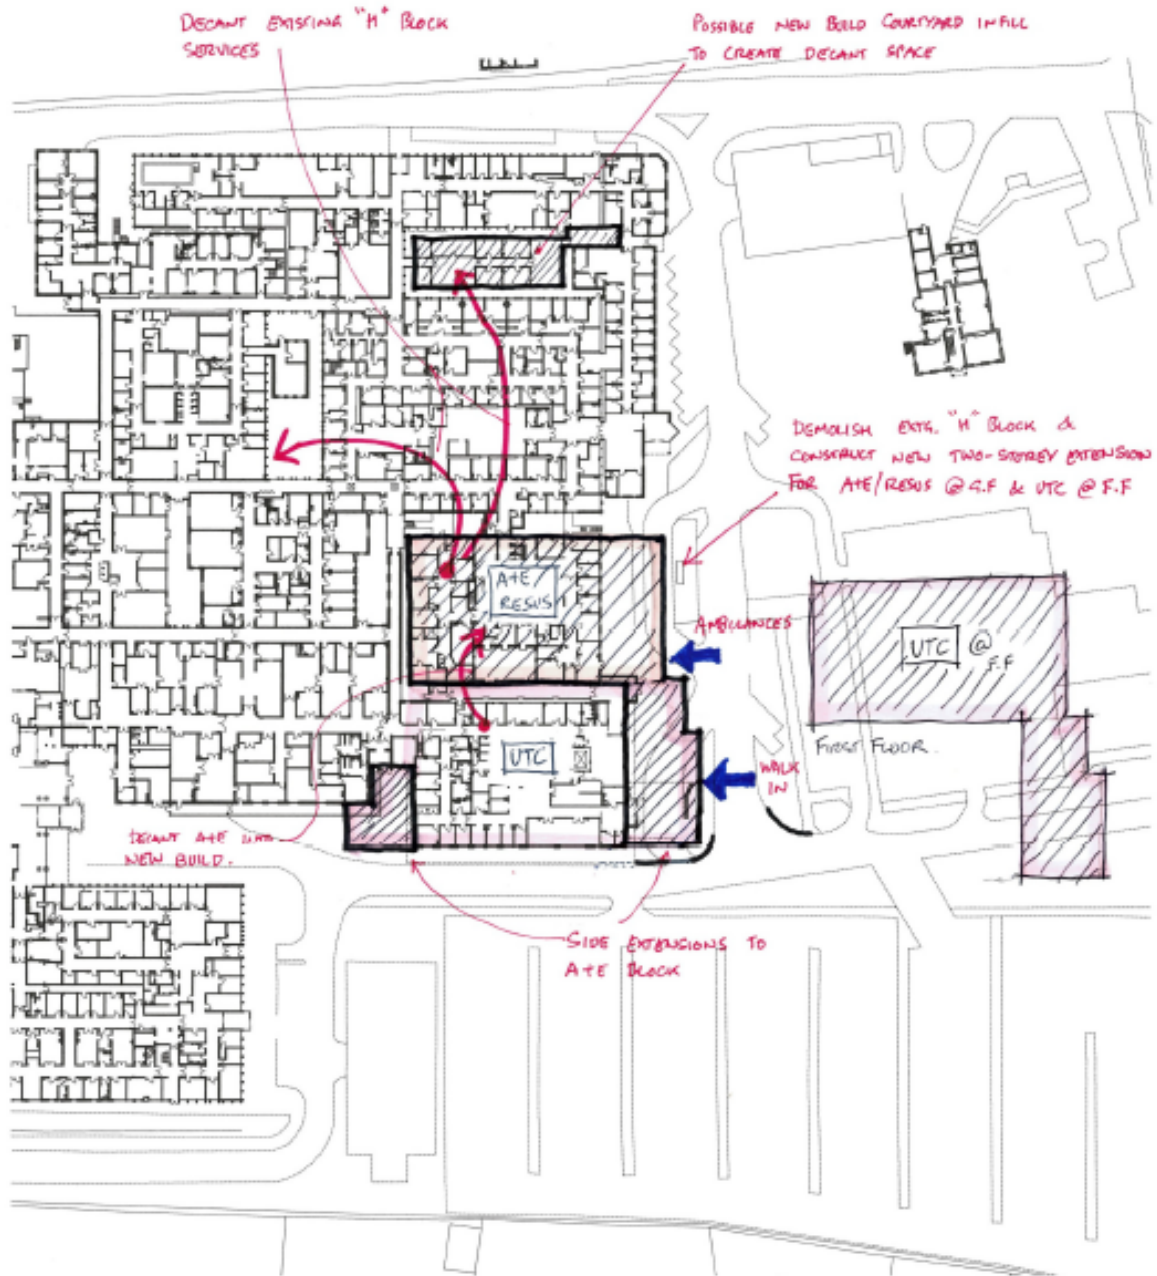 DECANT EXISTING "H" BLOCK
SERVICES
POSSIBLE NEW BUILD COURTYARD INFILL
TO CREATE DECANT SPACE
DEMOLISH EXTG. "H" BLOCK &
CONSTRUCT NEW TWO-STOREY EXTENSION
FOR A+E/RESUS @ G.F & UTC @ F.F
A+E/
RESUS
AMBULANCES
UTC @
F.F
FIRST FLOOR.
UTC
WALK
IN
DECANT A+E INTO
NEW BUILD.
SIDE EXTENSIONS TO
A+E BLOCK